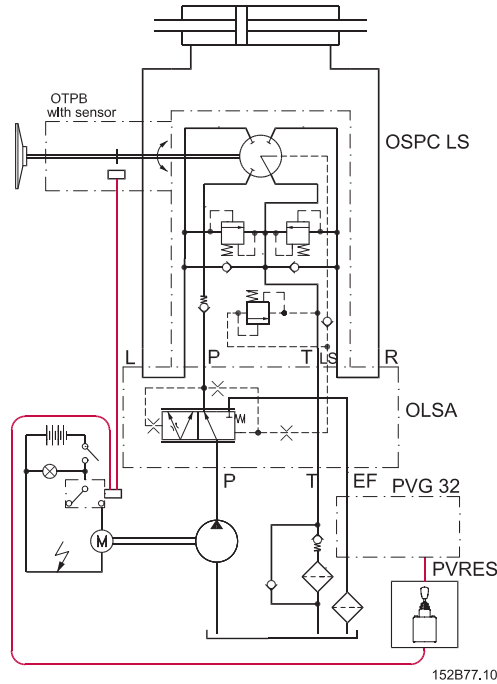 OTPB
with sensor
OSPC LS
L
P
T
LS
R
OLSA
P
T
EF
PVG 32
M
PVRES
152B77.10